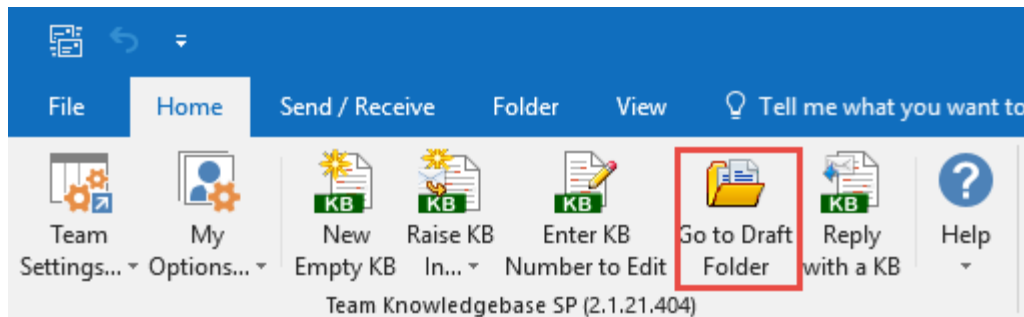 File Home Send / Receive Folder View Tell me what you want to
KB KB KB KB
Team My New Raise KB Enter KB Go to Draft Reply Help
Settings... Options... Empty KB In... Number to Edit Folder with a KB
Team Knowledgebase SP (2.1.21.404)